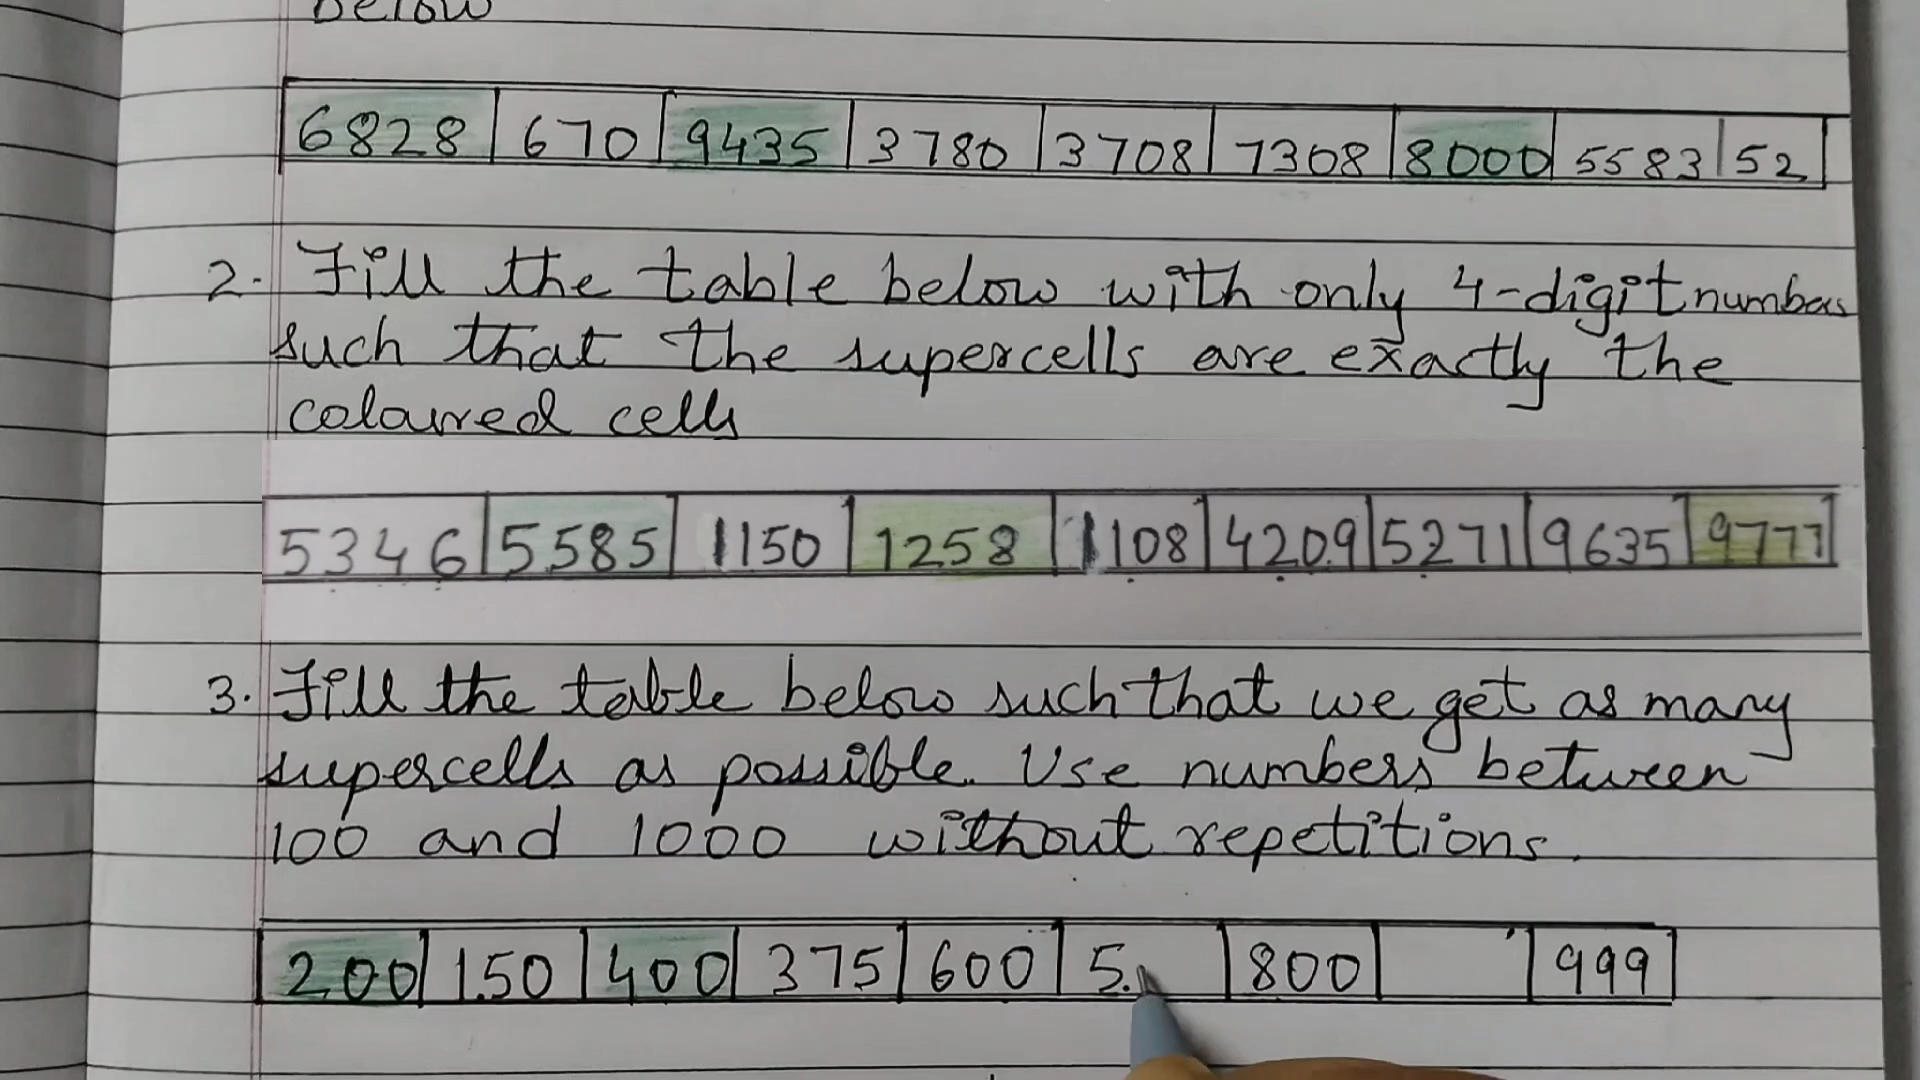 below
6828 670 9435 3780 3708 7308 8000 5583 52
2. Fill the table below with only 4-digit numbers
such that the supercells are exactly the
coloured cells
5346 5585 1150 1258 1108 4209 5271 9635 9777
3. Fill the table below such that we get as many
supercells as possible. Use numbers between
100 and 1000 without repetitions.
200 150 400 375 600 5 800 999